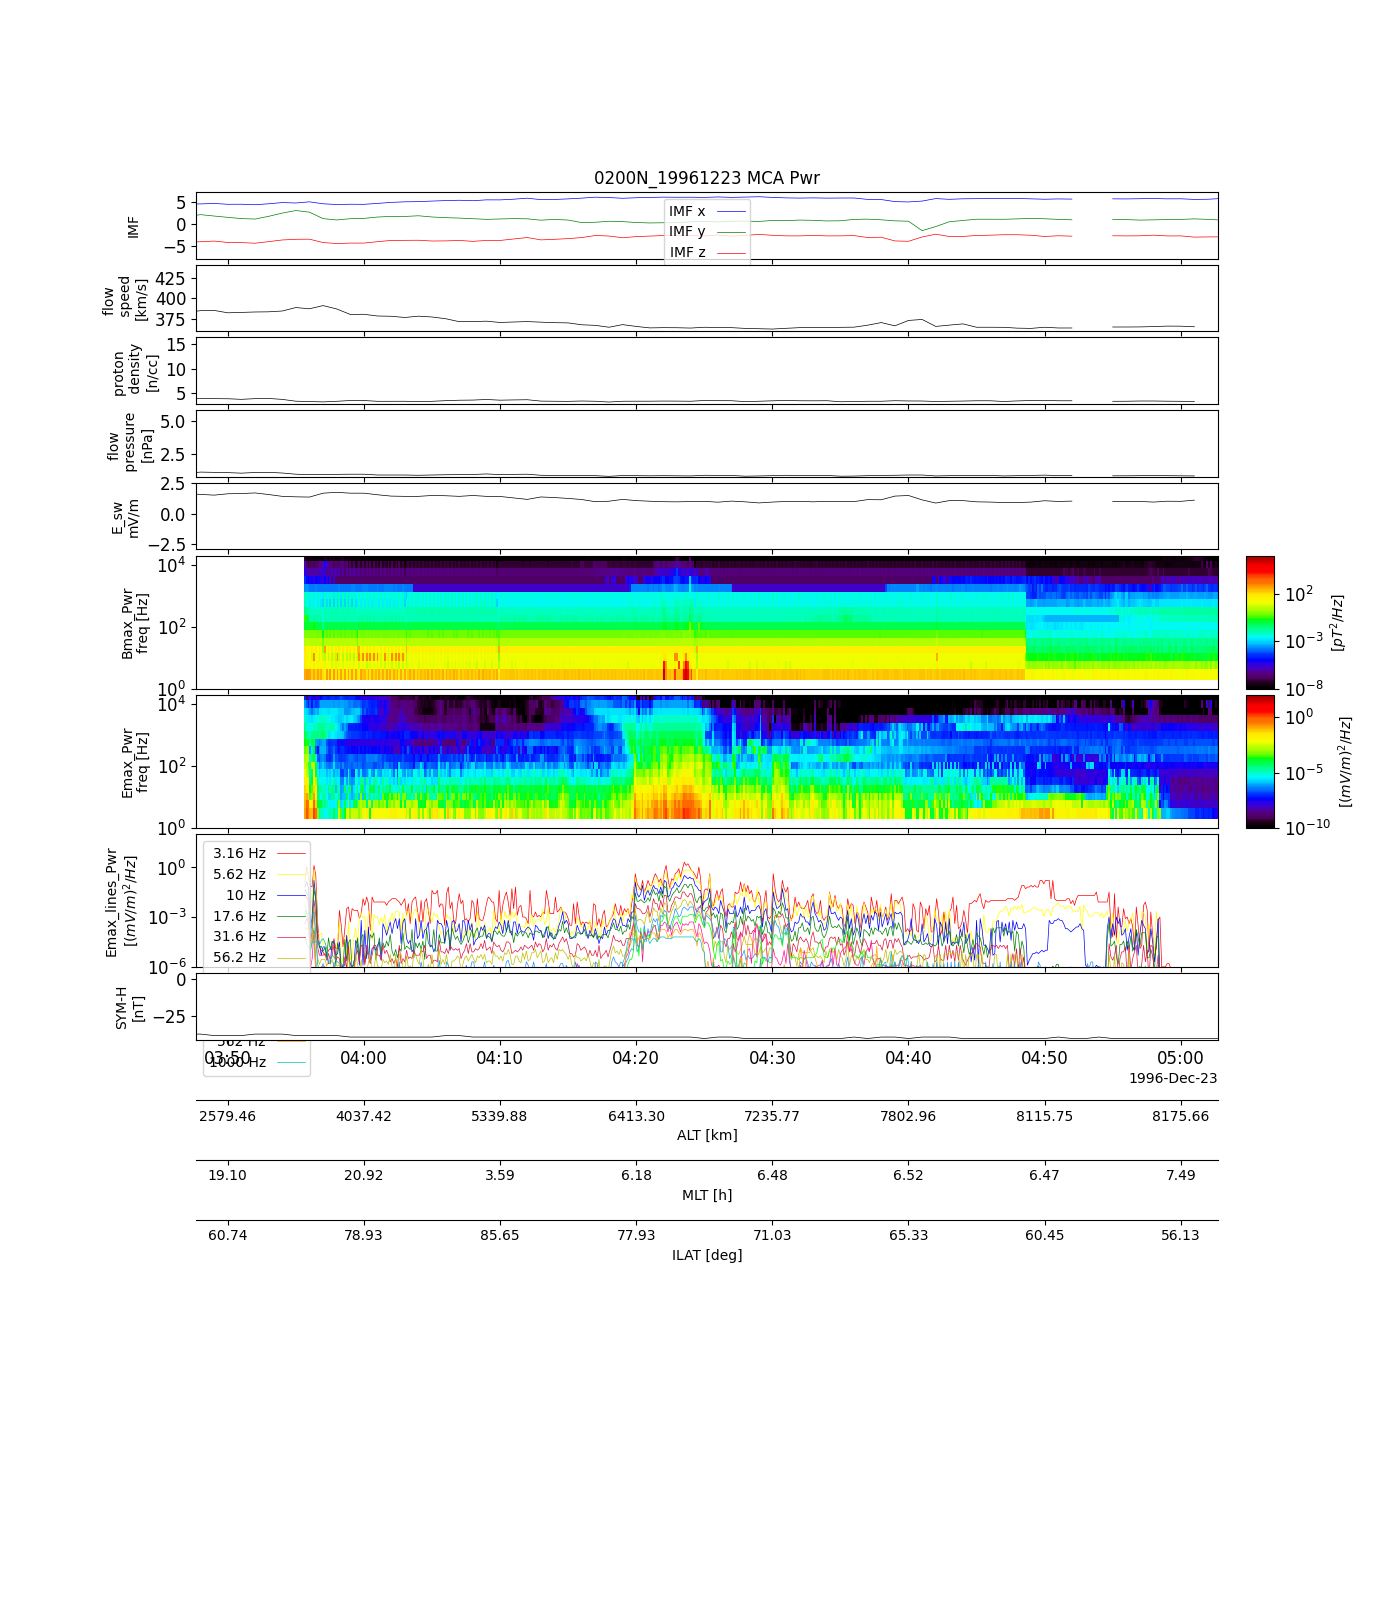 0200N_19961223 MCA Pwr
IMF
5
0
−5
IMF x
IMF y
IMF z
flow
speed
[km/s]
425
400
375
proton
density
[n/cc]
15
10
5
flow
pressure
[nPa]
5.0
2.5
E_sw
mV/m
2.5
0.0
−2.5
Bmax_Pwr
freq [Hz]
10^4
10^2
10^0
10^2
10^−3
10^−8
[pT^2/Hz]
Emax_Pwr
freq [Hz]
10^4
10^2
10^0
10^0
10^−5
10^−10
[(mV/m)^2/Hz]
Emax_lines_Pwr
[(mV/m)^2/Hz]
10^0
10^−3
10^−6
3.16 Hz
5.62 Hz
10 Hz
17.6 Hz
31.6 Hz
56.2 Hz
SYM-H
[nT]
0
−25
562 Hz
1000 Hz
03:50 04:00 04:10 04:20 04:30 04:40 04:50 05:00
1996-Dec-23
2579.46 4037.42 5339.88 6413.30 7235.77 7802.96 8115.75 8175.66
ALT [km]
19.10 20.92 3.59 6.18 6.48 6.52 6.47 7.49
MLT [h]
60.74 78.93 85.65 77.93 71.03 65.33 60.45 56.13
ILAT [deg]